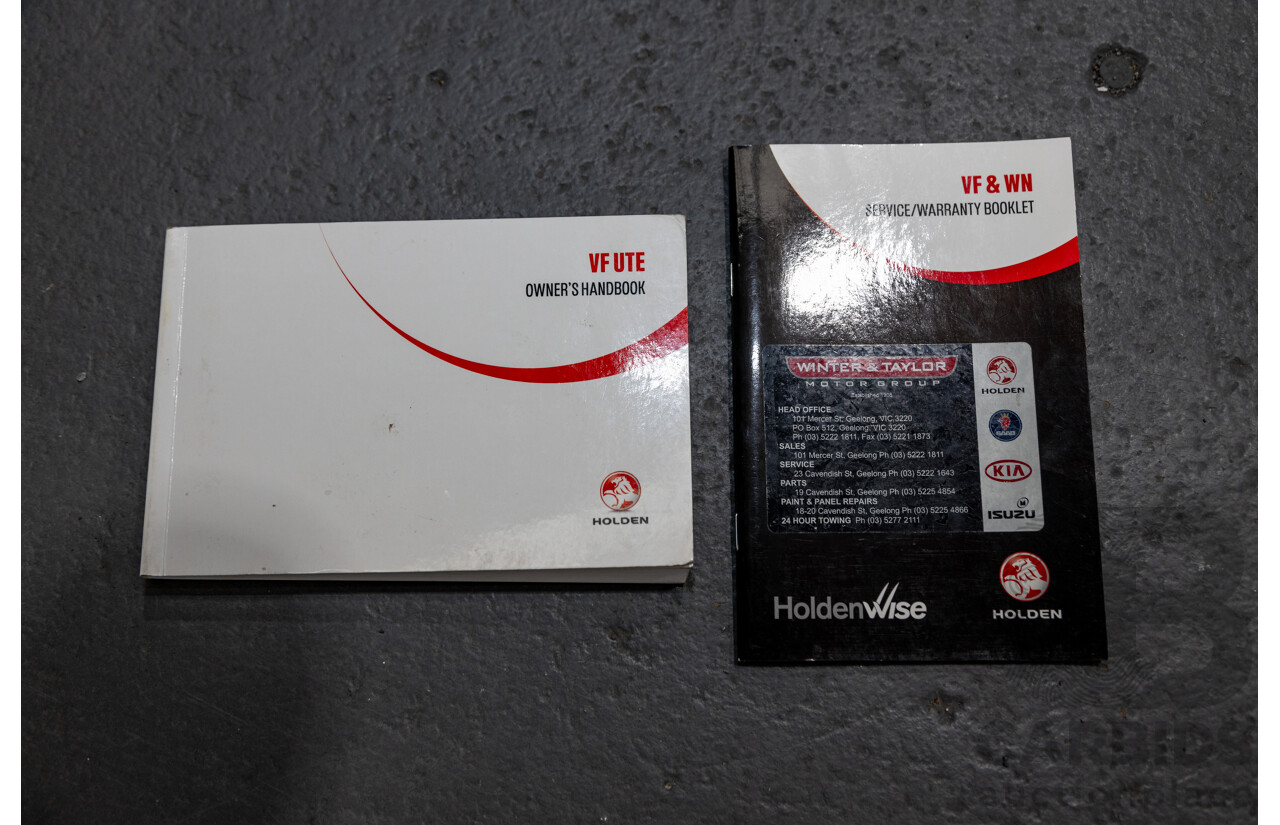 VF UTE
OWNER'S HANDBOOK
HOLDEN
VF & WN
SERVICE/WARRANTY BOOKLET
WINTER & TAYLOR
MOTOR GROUP
HEAD OFFICE
101 Mercer St, Geelong, VIC 3220
PO Box 512, Geelong, VIC 3220
Ph (03) 5222 1811, Fax (03) 5221 1873
SALES
101 Mercer St, Geelong Ph (03) 5222 1811
SERVICE
23 Cavendish St, Geelong Ph (03) 5222 1643
PARTS
19 Cavendish St, Geelong Ph (03) 5225 4854
PAINT & PANEL REPAIRS
18-20 Cavendish St, Geelong Ph (03) 5225 4866
24 HOUR TOWING Ph (03) 5277 2111
HOLDEN
SAAB
KIA
ISUZU
HoldenWise
HOLDEN
CARBIDS